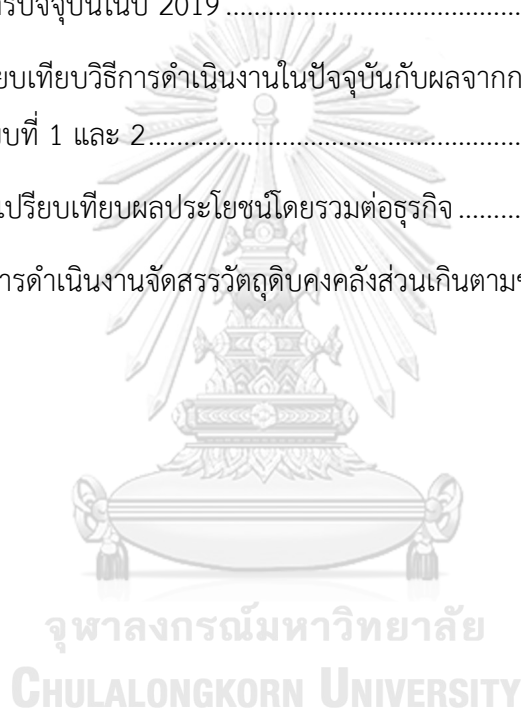 ปัจจุบันในปี 2019 ........................................
ยบเทียบวิธีการดำเนินงานในปัจจุบันกับผลจากก
บที่ 1 และ 2........................................................
เปรียบเทียบผลประโยชน์โดยรวมต่อธุรกิจ ..........
การดำเนินงานจัดสรรวัตถุดิบคงคลังส่วนเกินตาม
จุฬาลงกรณ์มหาวิทยาลัย
CHULALONGKORN UNIVERSITY